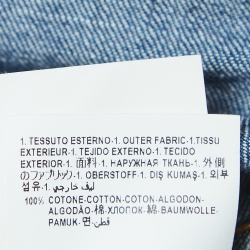 1. TESSUTO ESTERNO-1. OUTER FABRIC-1.TISSU
EXTERIEUR-1. TEJIDO EXTERNO-1. TECIDO
EXTERIOR-1. 面料-1. НАРУЖНАЯ ТКАНЬ-1. 外側
のファブリック-1. OBERSTOFF-1. DIŞ KUMAŞ-1. 외부
섬유-1. ليف خارجي .1
100% COTONE-COTTON-COTON-ALGODON-
ALGODÃO-棉-ХЛОПОК-綿-BAUMWOLLE-
PAMUK-면-قطن